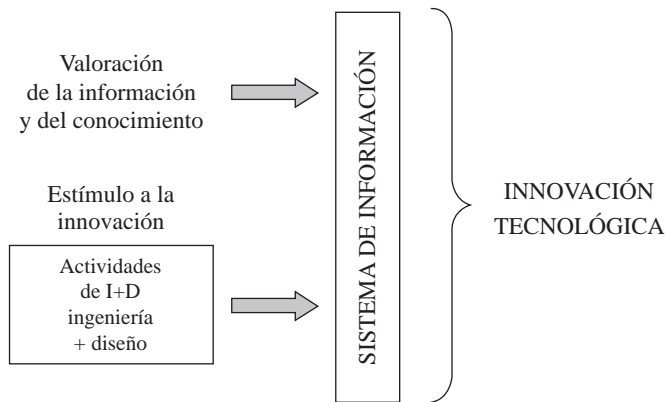 Valoración
de la información
y del conocimiento
Estímulo a la
innovación
Actividades
de I+D
ingeniería
+ diseño
SISTEMA DE INFORMACIÓN
INNOVACIÓN
TECNOLÓGICA